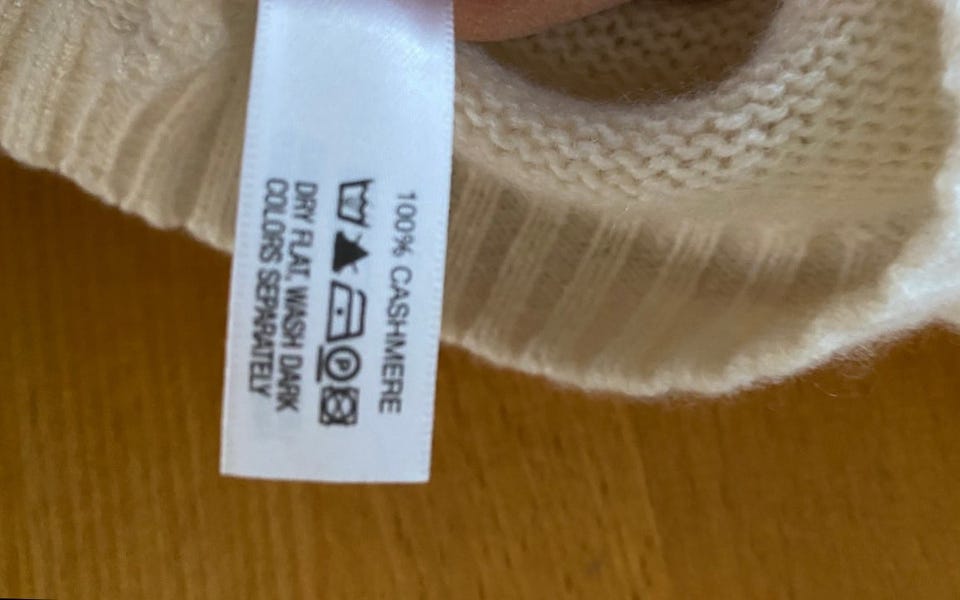 100% CASHMERE
P
DRY FLAT, WASH DARK
COLORS SEPARATELY